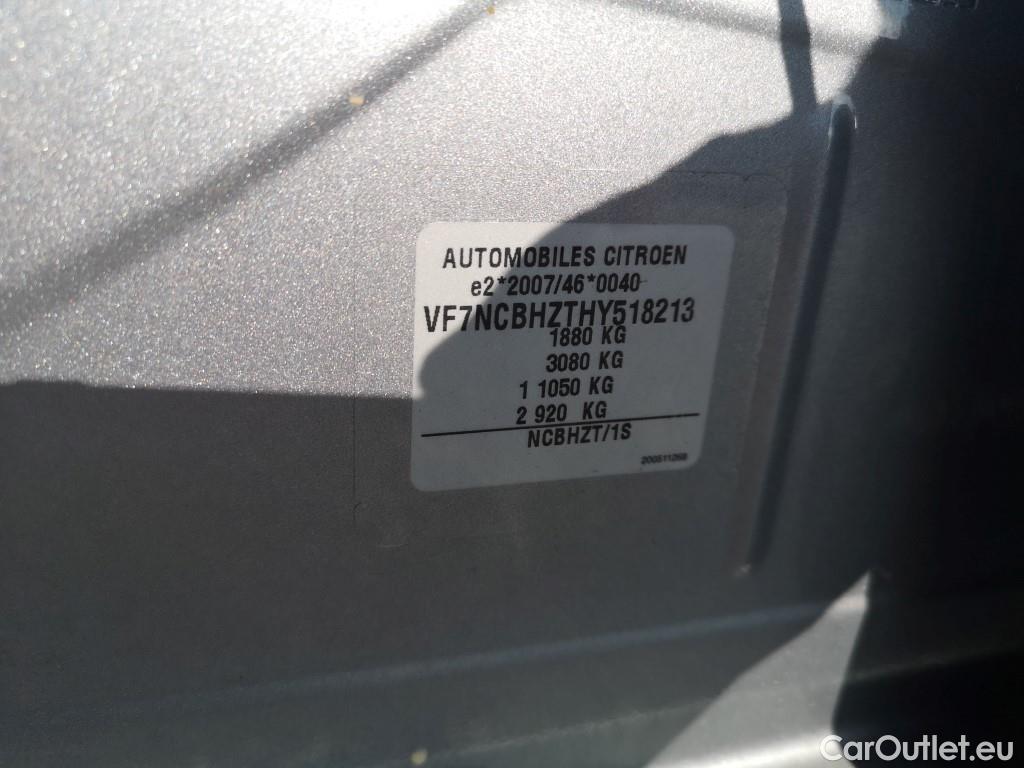 AUTOMOBILES CITROEN
e2*2007/46*0040
VF7NCBHZTHY518213
1880 KG
3080 KG
1 1050 KG
2 920 KG
NCBHZT/1S
CarOutlet.eu